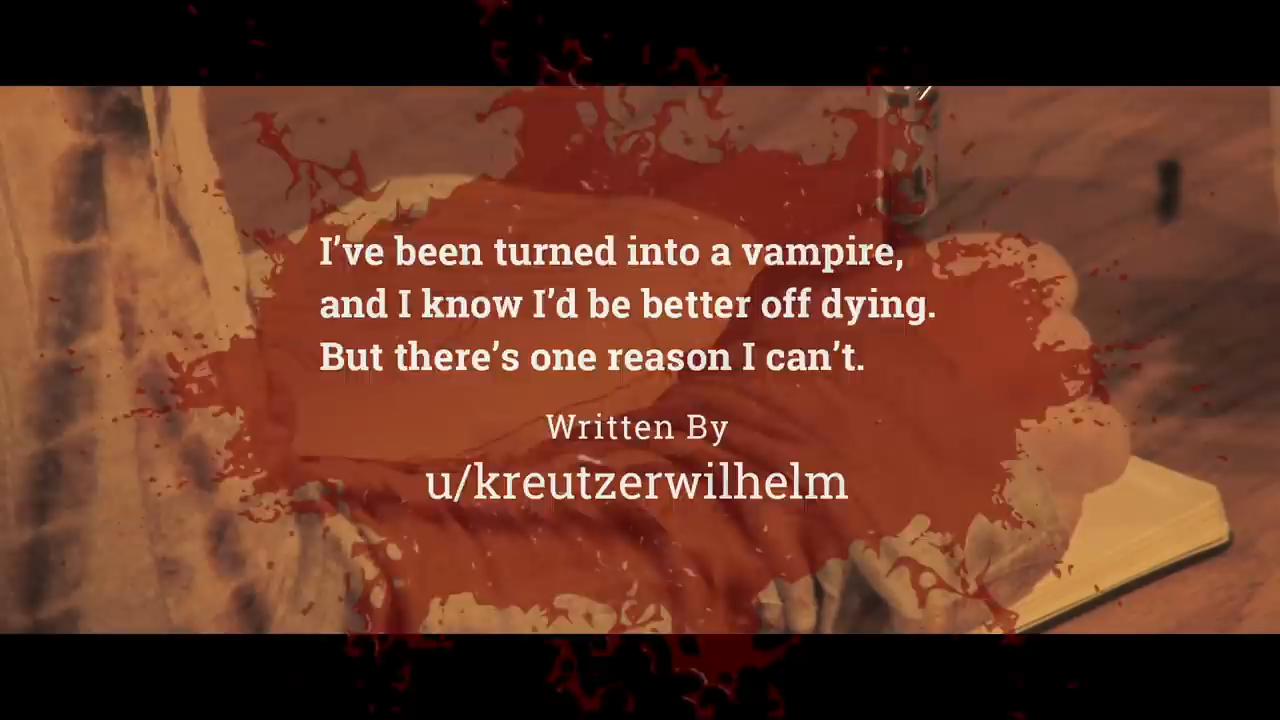 I’ve been turned into a vampire,
and I know I’d be better off dying.
But there’s one reason I can’t.
Written By
u/kreutzerwilhelm